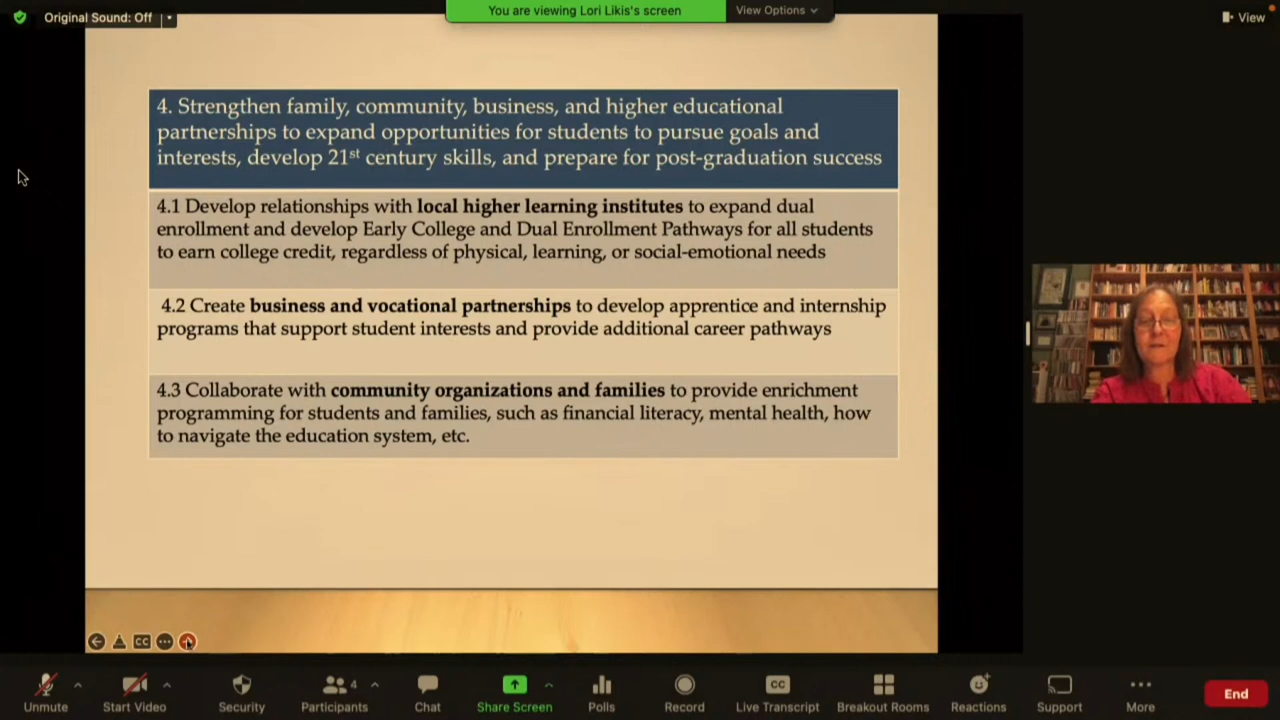 Original Sound: Off
You are viewing Lori Likis's screen
View Options
View
4. Strengthen family, community, business, and higher educational
partnerships to expand opportunities for students to pursue goals and
interests, develop 21st century skills, and prepare for post-graduation success
4.1 Develop relationships with local higher learning institutes to expand dual
enrollment and develop Early College and Dual Enrollment Pathways for all students
to earn college credit, regardless of physical, learning, or social-emotional needs
4.2 Create business and vocational partnerships to develop apprentice and internship
programs that support student interests and provide additional career pathways
4.3 Collaborate with community organizations and families to provide enrichment
programming for students and families, such as financial literacy, mental health, how
to navigate the education system, etc.
CC
4
CC
Unmute
Start Video
Security
Participants
Chat
Share Screen
Polls
Record
Live Transcript
Breakout Rooms
Reactions
Support
More
End